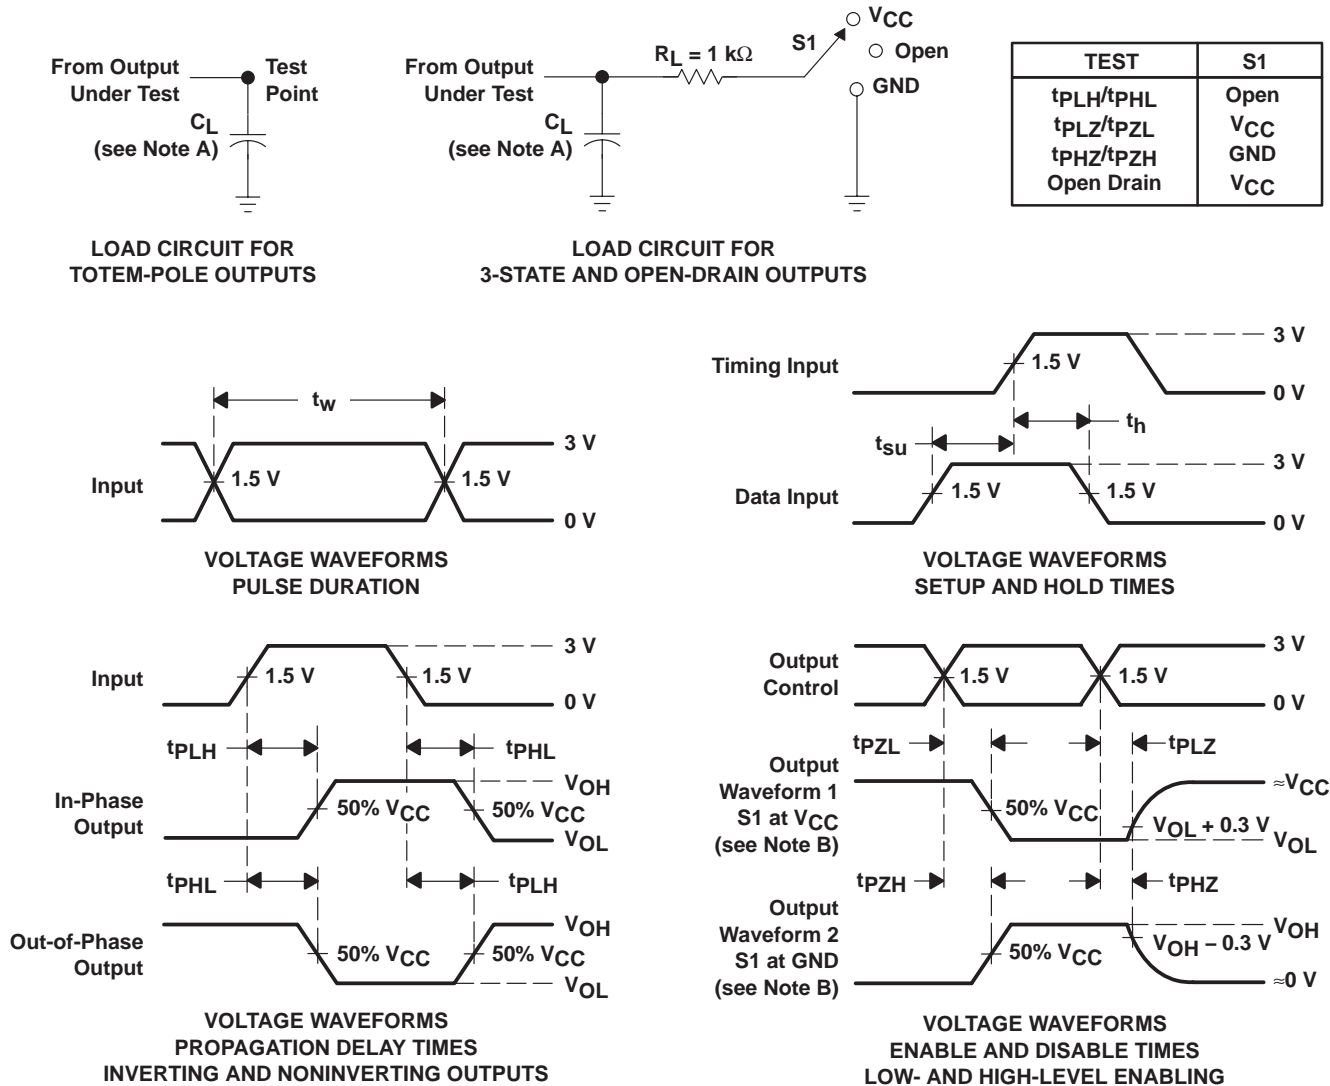 From Output
Under Test
Test
Point
CL
(see Note A)
LOAD CIRCUIT FOR
TOTEM-POLE OUTPUTS
From Output
Under Test
RL = 1 kΩ
S1
VCC
Open
GND
CL
(see Note A)
LOAD CIRCUIT FOR
3-STATE AND OPEN-DRAIN OUTPUTS
TEST S1
tPLH/tPHL Open
tPLZ/tPZL VCC
tPHZ/tPZH GND
Open Drain VCC
tw
Input
1.5 V
1.5 V
3 V
0 V
VOLTAGE WAVEFORMS
PULSE DURATION
Timing Input
1.5 V
3 V
0 V
tsu
th
Data Input
1.5 V
1.5 V
3 V
0 V
VOLTAGE WAVEFORMS
SETUP AND HOLD TIMES
Input
1.5 V
1.5 V
3 V
0 V
tPLH
tPHL
In-Phase
Output
50% VCC
50% VCC
VOH
VOL
tPHL
tPLH
Out-of-Phase
Output
50% VCC
50% VCC
VOH
VOL
VOLTAGE WAVEFORMS
PROPAGATION DELAY TIMES
INVERTING AND NONINVERTING OUTPUTS
Output
Control
1.5 V
1.5 V
3 V
0 V
tPZL
tPLZ
Output
Waveform 1
S1 at VCC
(see Note B)
50% VCC
VOL + 0.3 V
≈VCC
VOL
tPZH
tPHZ
Output
Waveform 2
S1 at GND
(see Note B)
50% VCC
VOH − 0.3 V
VOH
≈0 V
VOLTAGE WAVEFORMS
ENABLE AND DISABLE TIMES
LOW- AND HIGH-LEVEL ENABLING